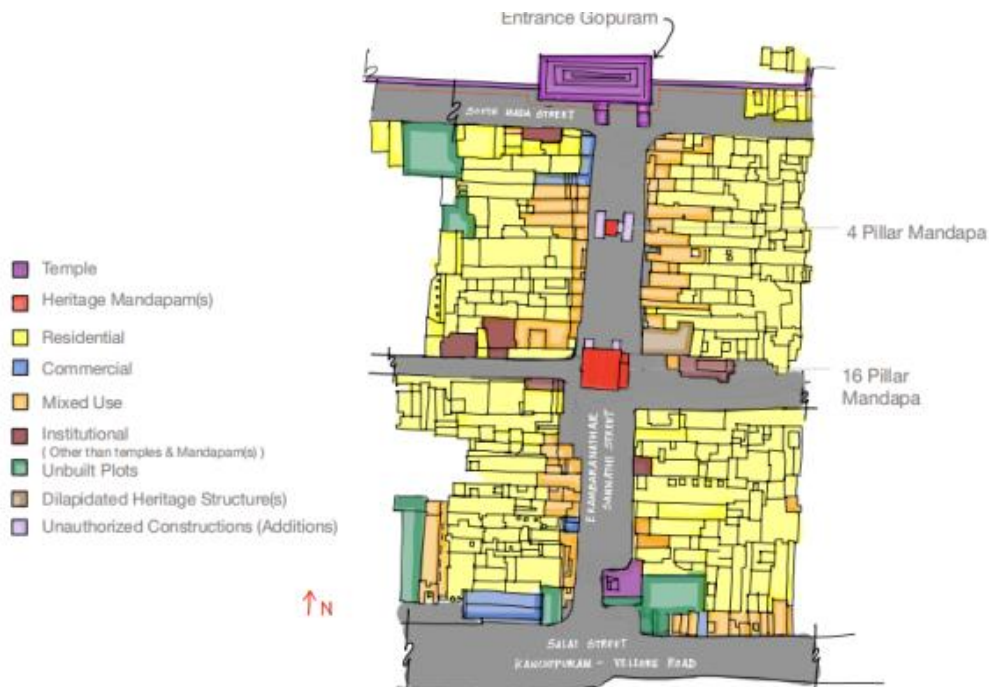 Entrance Gopuram
SOUTH MADA STREET
4 Pillar Mandapa
Temple
Heritage Mandapam(s)
Residential
Commercial
Mixed Use
Institutional
( Other than temples & Mandapam(s) )
Unbuilt Plots
Dilapidated Heritage Structure(s)
Unauthorized Constructions (Additions)
16 Pillar
Mandapa
EKAMBARANATHAR
SANNATHI STREET
N
SALAI STREET
KANCHIPURAM - VELLORE ROAD